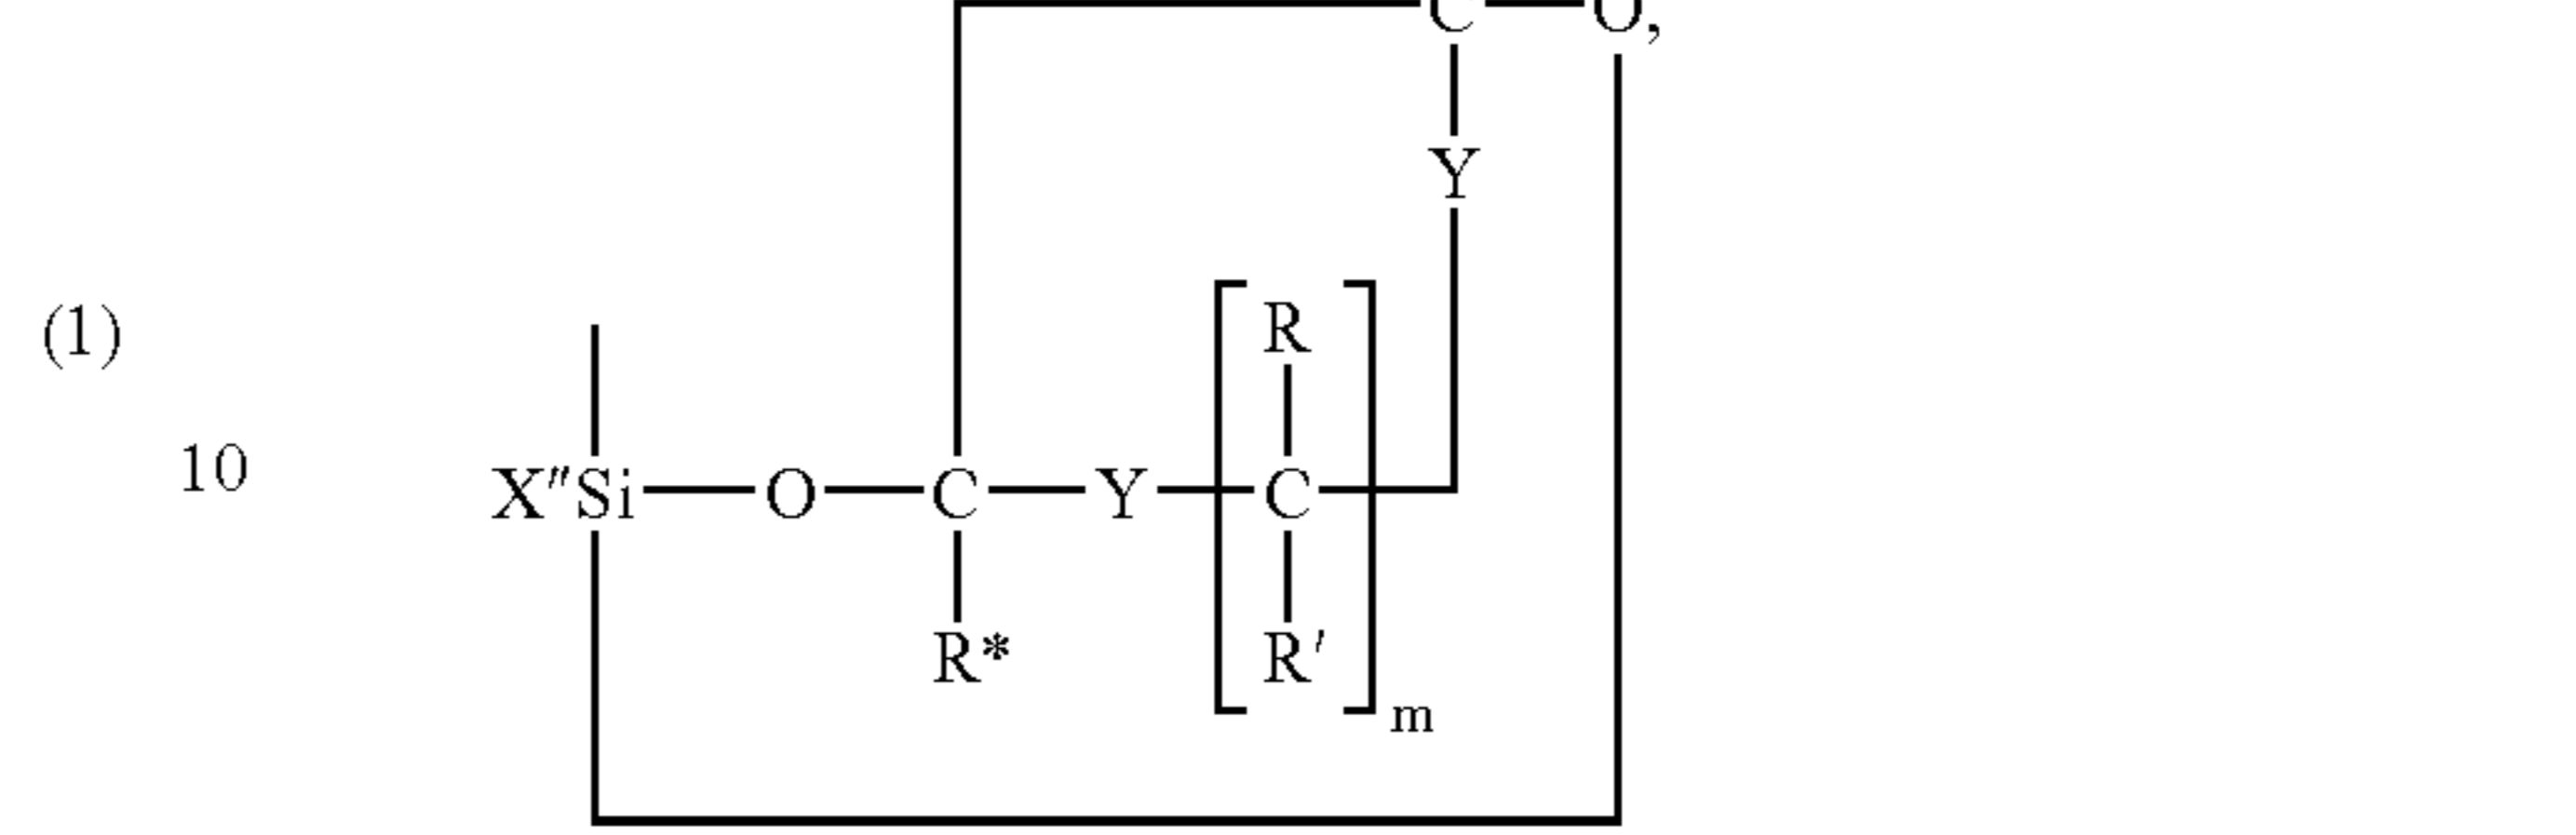 C O,
Y
R
(1)
10
X″Si O C Y C
R* R′
m